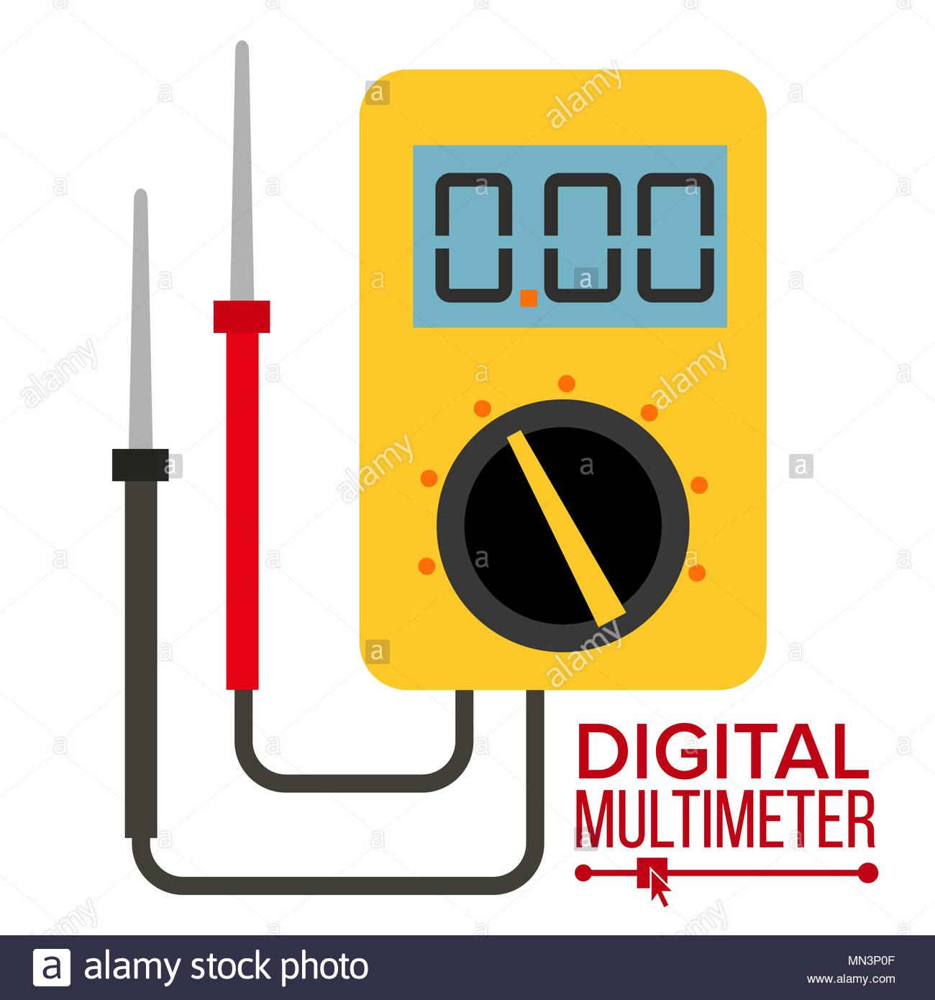 0.00
DIGITAL
MULTIMETER
a alamy stock photo
MN3P0F
www.alamy.com